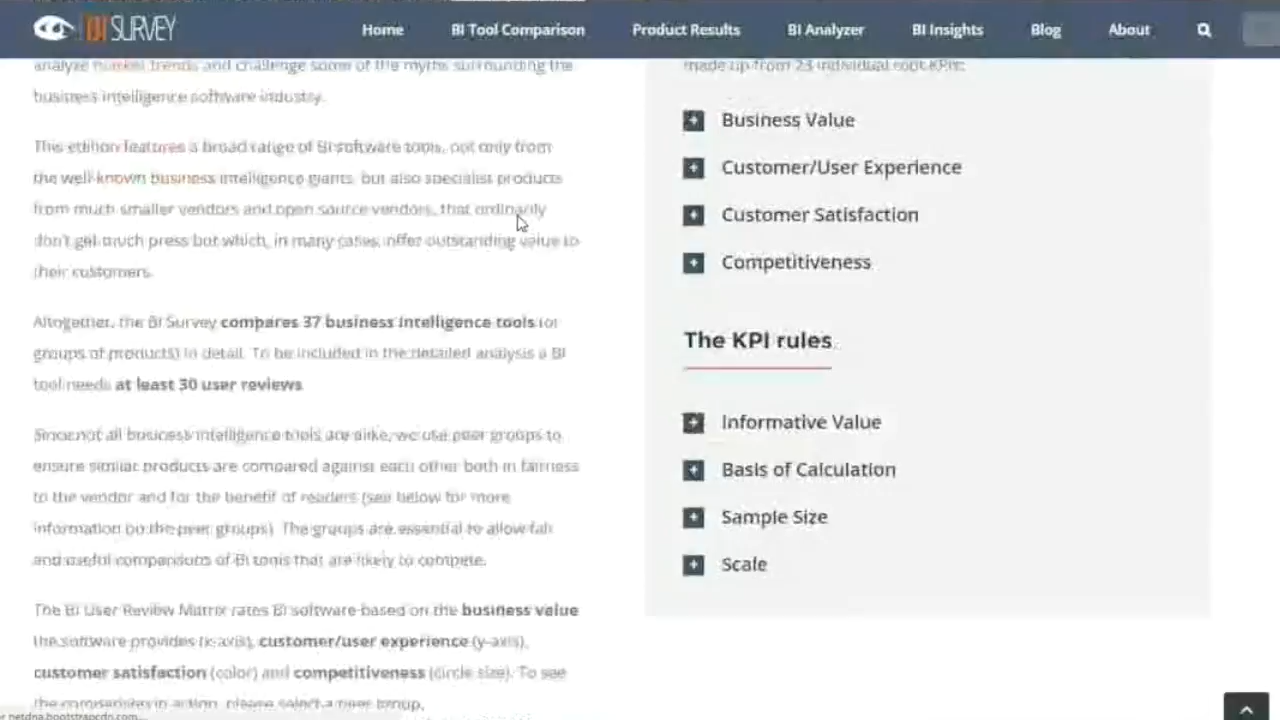 BI SURVEY
Home
BI Tool Comparison
Product Results
BI Analyzer
BI Insights
Blog
About
analyze market trends and challenge some of the myths surrounding the
business intelligence software industry.
This edition features a broad range of BI software tools, not only from
the well-known business intelligence giants, but also specialist products
from much smaller vendors and open source vendors, that ordinarily
don't get much press but which, in many cases, offer outstanding value to
their customers.
Altogether, the BI Survey compares 37 business intelligence tools (or
groups of products) in detail. To be included in the detailed analysis a BI
tool needs at least 30 user reviews.
Since not all business intelligence tools are alike, we use peer groups to
ensure similar products are compared against each other both in fairness
to the vendor and for the benefit of readers (see below for more
information on the peer groups). The groups are essential to allow fair
and useful comparisons of BI tools that are likely to compete.
The BI User Review Matrix rates BI software based on the business value
the software provides (x-axis), customer/user experience (y-axis),
customer satisfaction (color) and competitiveness (circle size). To see
the companies in action, please select a peer group.
made up from 23 individual root KPIs:
Business Value
Customer/User Experience
Customer Satisfaction
Competitiveness
The KPI rules
Informative Value
Basis of Calculation
Sample Size
Scale
netdna.bootstrapcdn.com...